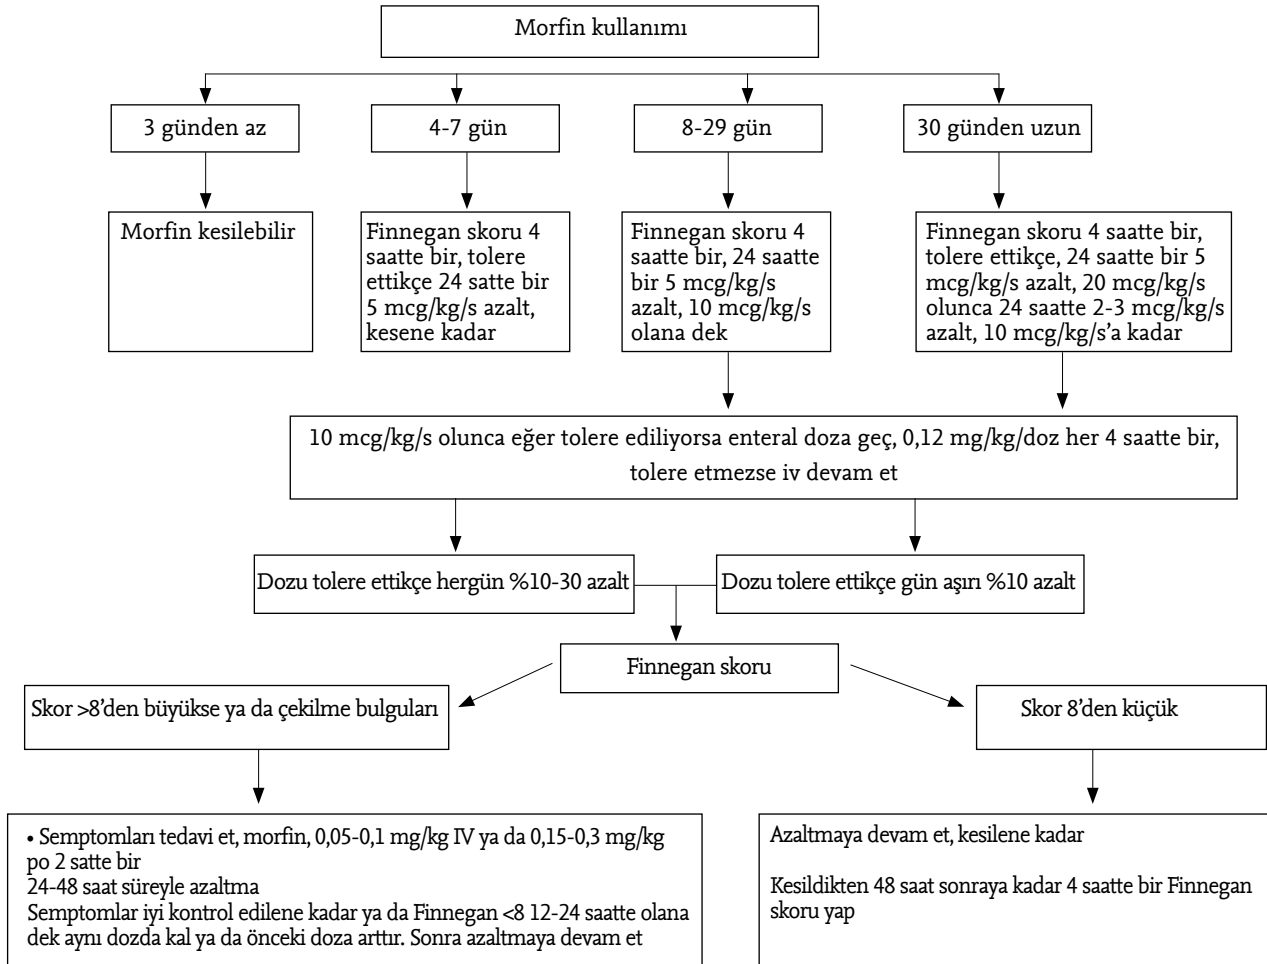 Morfin kullanımı
3 günden az
4-7 gün
8-29 gün
30 günden uzun
Morfin kesilebilir
Finnegan skoru 4
saatte bir, tolere
ettikçe 24 satte bir
5 mcg/kg/s azalt,
kesene kadar
Finnegan skoru 4
saatte bir, 24 saatte
bir 5 mcg/kg/s
azalt, 10 mcg/kg/s
olana dek
Finnegan skoru 4 saatte bir,
tolere ettikçe, 24 saatte bir 5
mcg/kg/s azalt, 20 mcg/kg/s
olunca 24 saatte 2-3 mcg/kg/s
azalt, 10 mcg/kg/s’a kadar
10 mcg/kg/s olunca eğer tolere ediliyorsa enteral doza geç, 0,12 mg/kg/doz her 4 saatte bir,
tolere etmezse iv devam et
Dozu tolere ettikçe hergün %10-30 azalt
Dozu tolere ettikçe gün aşırı %10 azalt
Finnegan skoru
Skor >8’den büyükse ya da çekilme bulguları
Skor 8’den küçük
• Semptomları tedavi et, morfin, 0,05-0,1 mg/kg IV ya da 0,15-0,3 mg/kg
po 2 satte bir
24-48 saat süreyle azaltma
Semptomlar iyi kontrol edilene kadar ya da Finnegan <8 12-24 saatte olana
dek aynı dozda kal ya da önceki doza arttır. Sonra azaltmaya devam et
Azaltmaya devam et, kesilene kadar
Kesildikten 48 saat sonraya kadar 4 saatte bir Finnegan
skoru yap